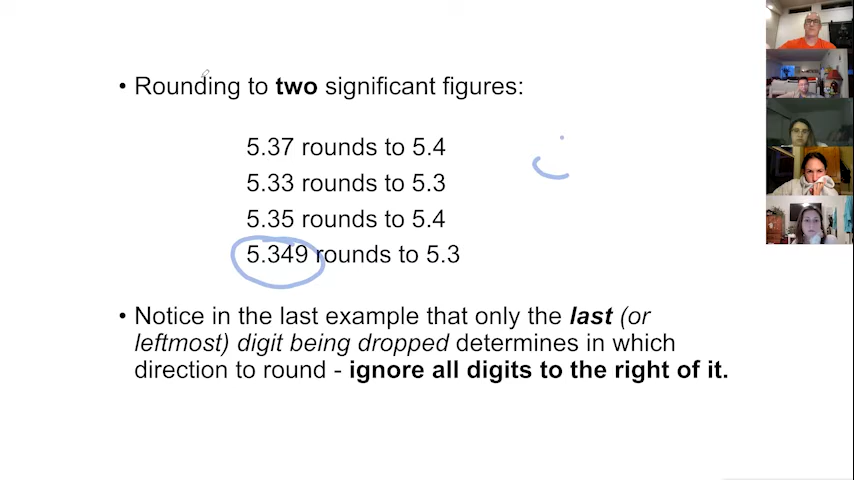 • Rounding to two significant figures:
5.37 rounds to 5.4
5.33 rounds to 5.3
5.35 rounds to 5.4
5.349 rounds to 5.3
• Notice in the last example that only the last (or
leftmost) digit being dropped determines in which
direction to round - ignore all digits to the right of it.